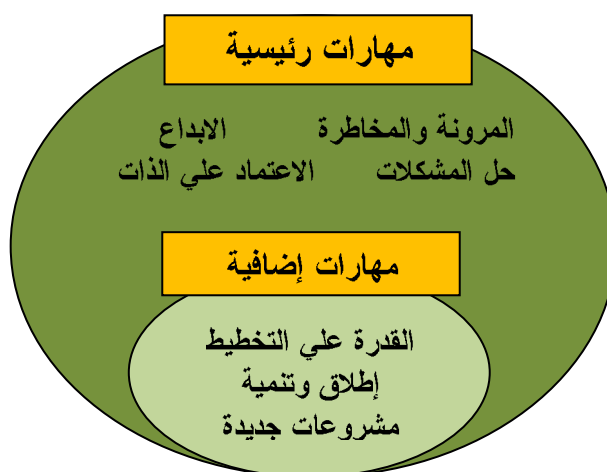 مهارات رئيسية
المرونة والمخاطرة الابداع
حل المشكلات الاعتماد علي الذات
مهارات إضافية
القدرة علي التخطيط
إطلاق وتنمية
مشروعات جديدة